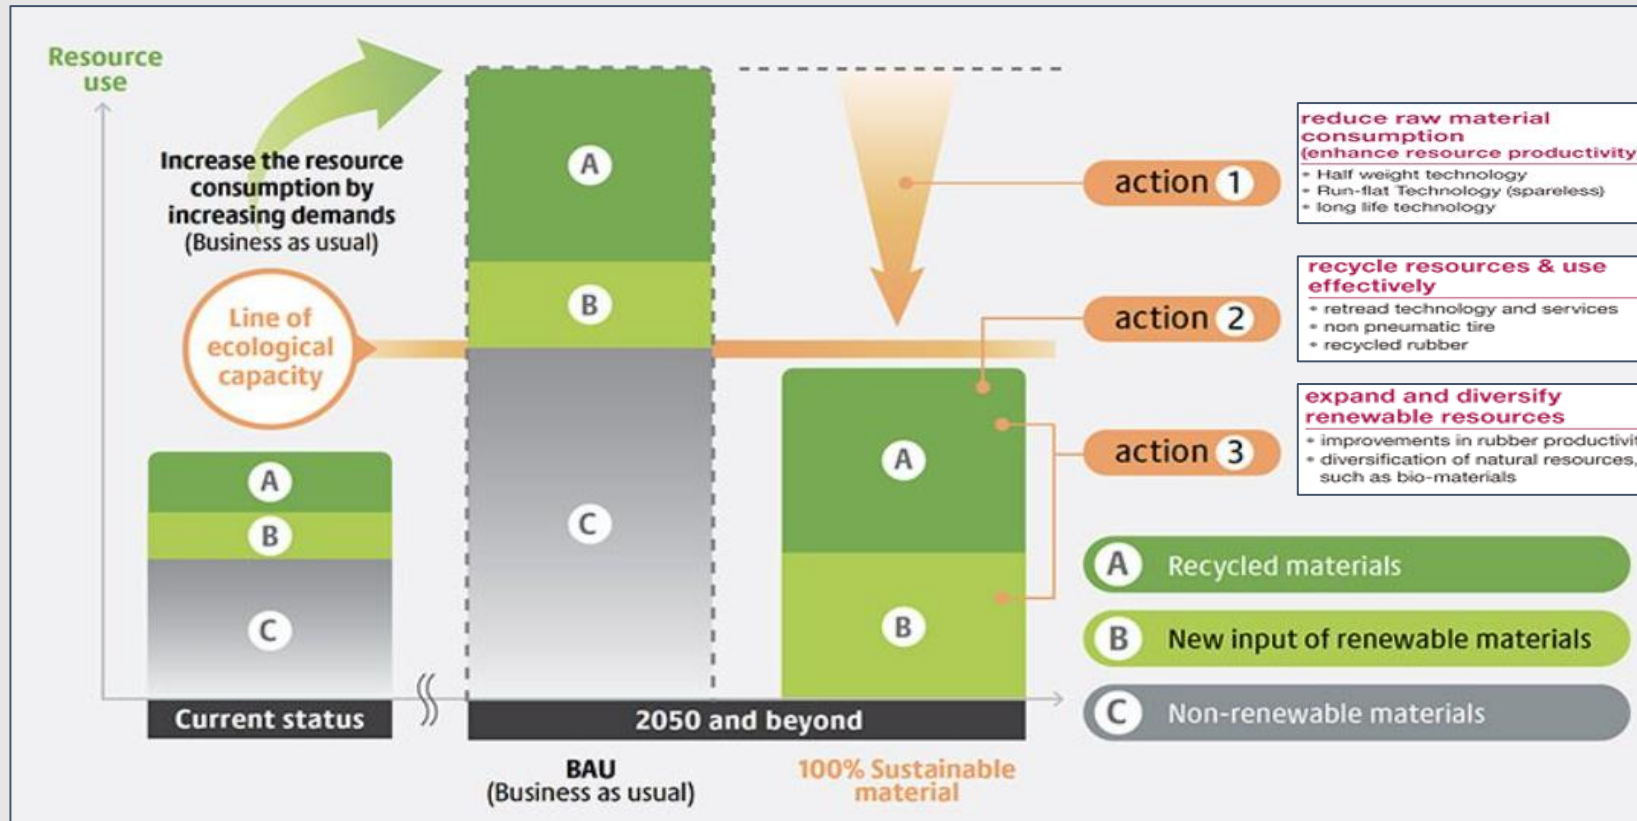 Resource
use
Increase the resource
consumption by
increasing demands
(Business as usual)
Line of
ecological
capacity
A
B
C
A
B
C
A
B
Current status
2050 and beyond
BAU
(Business as usual)
100% Sustainable
material
action 1
reduce raw material
consumption
(enhance resource productivity
• Half weight technology
• Run-flat Technology (spareless)
• long life technology
action 2
recycle resources & use
effectively
• retread technology and services
• non pneumatic tire
• recycled rubber
action 3
expand and diversify
renewable resources
• improvements in rubber productivit
• diversification of natural resources,
such as bio-materials
A Recycled materials
B New input of renewable materials
C Non-renewable materials